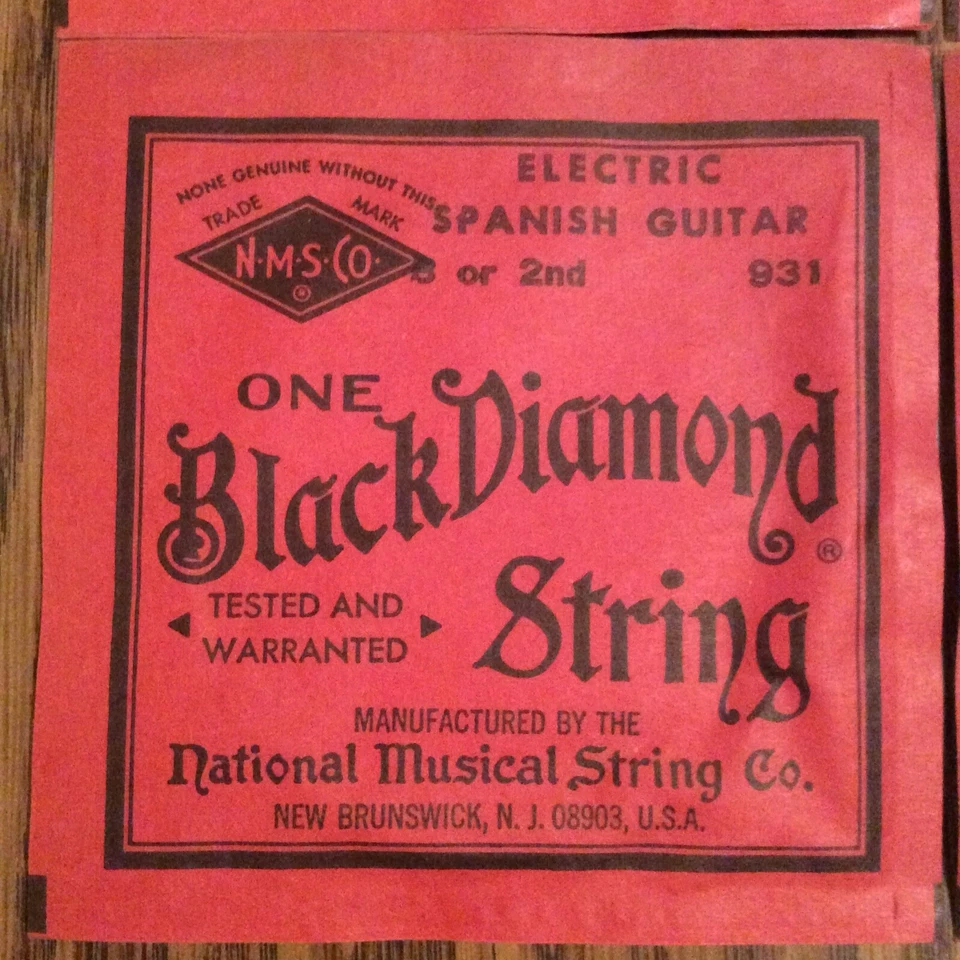 NONE GENUINE WITHOUT THIS
TRADE MARK
N·M·S·CO·
®
ELECTRIC
SPANISH GUITAR
B or 2nd 931
ONE
Black Diamond ®
String
TESTED AND
WARRANTED
MANUFACTURED BY THE
National Musical String Co.
NEW BRUNSWICK, N. J. 08903, U.S.A.